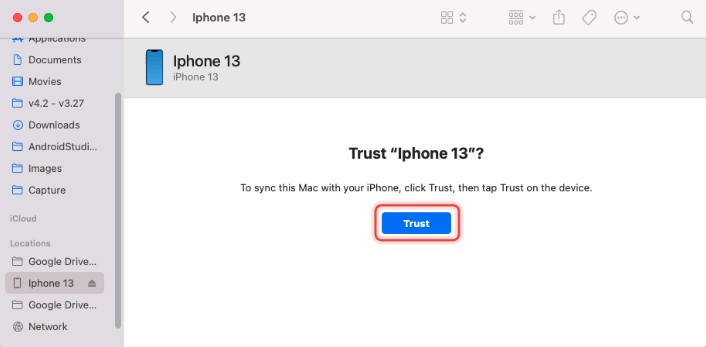 Iphone 13
Applications
Documents
Movies
v4.2 - v3.27
Downloads
AndroidStudi...
Images
Capture
iCloud
Locations
Google Drive...
Iphone 13
Google Drive...
Network
Iphone 13
iPhone 13
Trust “Iphone 13”?
To sync this Mac with your iPhone, click Trust, then tap Trust on the device.
Trust